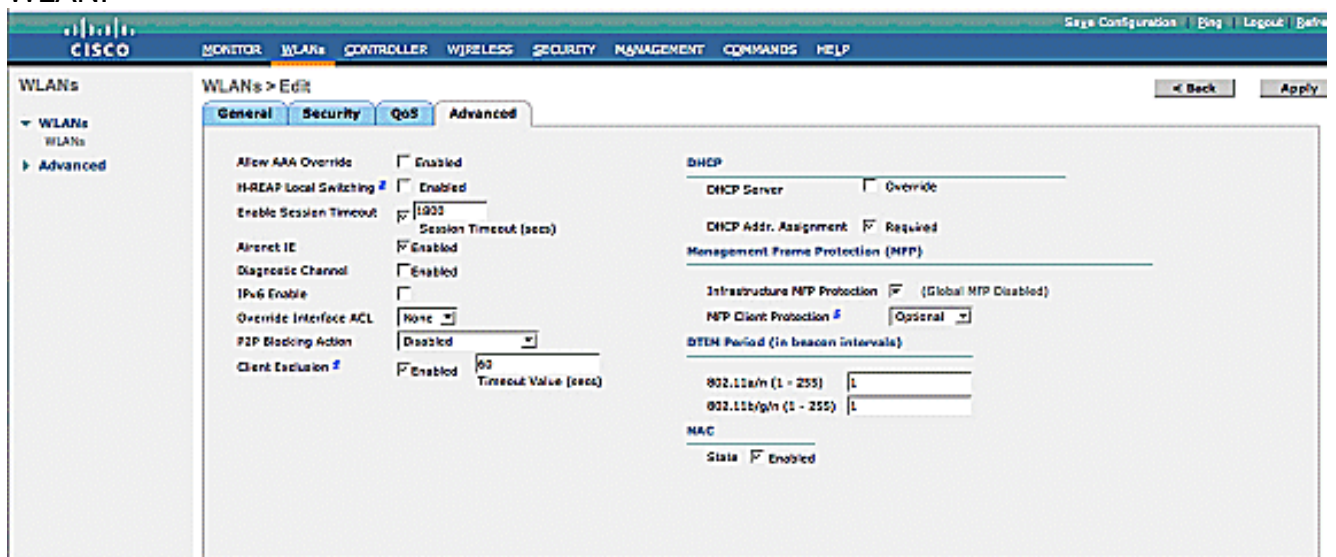 Save Configuration | Ping | Logout | Refre
CISCO
MONITOR WLANs CONTROLLER WIRELESS SECURITY MANAGEMENT COMMANDS HELP
WLANs
WLANs
WLANs
Advanced
WLANs > Edit
< Back
Apply
General Security QoS Advanced
Allow AAA Override Enabled
H-REAP Local Switching 2 Enabled
Enable Session Timeout 1800
Session Timeout (secs)
Aironet IE Enabled
Diagnostic Channel Enabled
IPv6 Enable
Override Interface ACL None
P2P Blocking Action Disabled
Client Exclusion Enabled 60
Timeout Value (secs)
DHCP
DHCP Server Override
DHCP Addr. Assignment Required
Management Frame Protection (MFP)
Infrastructure MFP Protection (Global MFP Disabled)
MFP Client Protection Optional
DTIM Period (in beacon intervals)
802.11a/n (1 - 255) 1
802.11b/g/n (1 - 255) 1
NAC
State Enabled